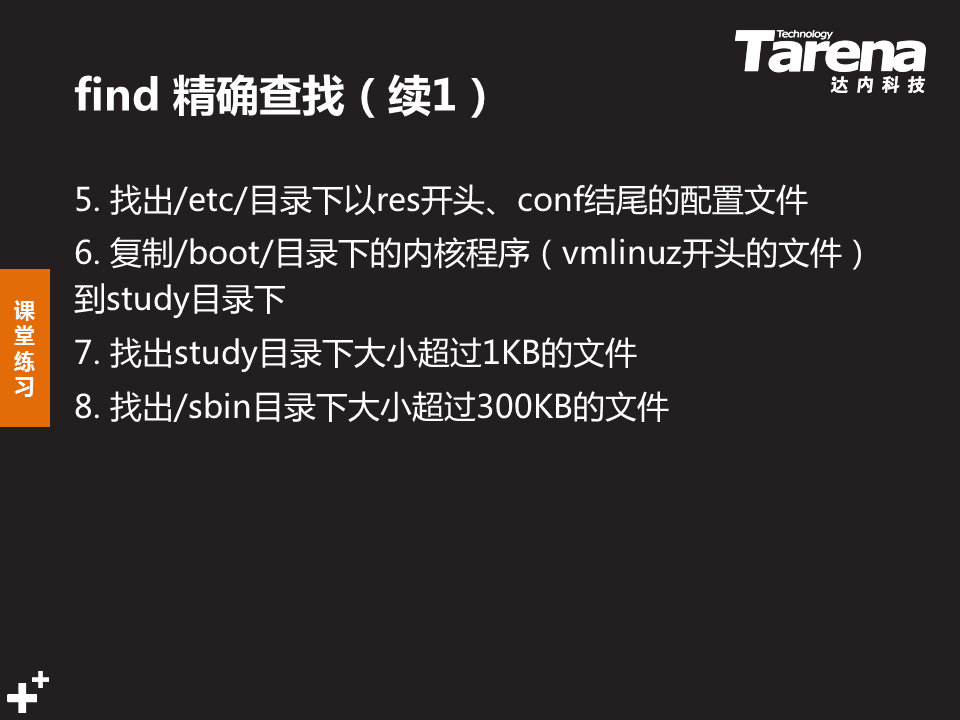 Technology
Tarena
达内科技
find 精确查找（续1）
5. 找出/etc/目录下以res开头、conf结尾的配置文件
6. 复制/boot/目录下的内核程序（vmlinuz开头的文件）
到study目录下
7. 找出study目录下大小超过1KB的文件
8. 找出/sbin目录下大小超过300KB的文件
课
堂
练
习